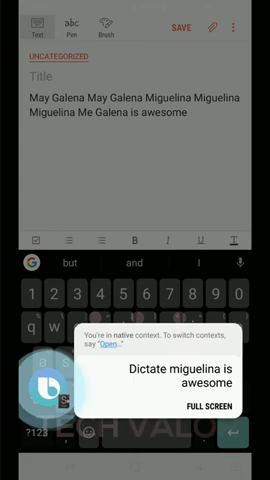 abc
Text Pen Brush SAVE
UNCATEGORIZED
Title
May Galena May Galena Miguelina Miguelina
Miguelina Me Galena is awesome
B I U T
G but and I
1 2 3 4 5 6 7 8 9 0
q w
You're in native context. To switch contexts,
say "Open..."
Dictate miguelina is
awesome
FULL SCREEN
a s
?123
TECH VALO